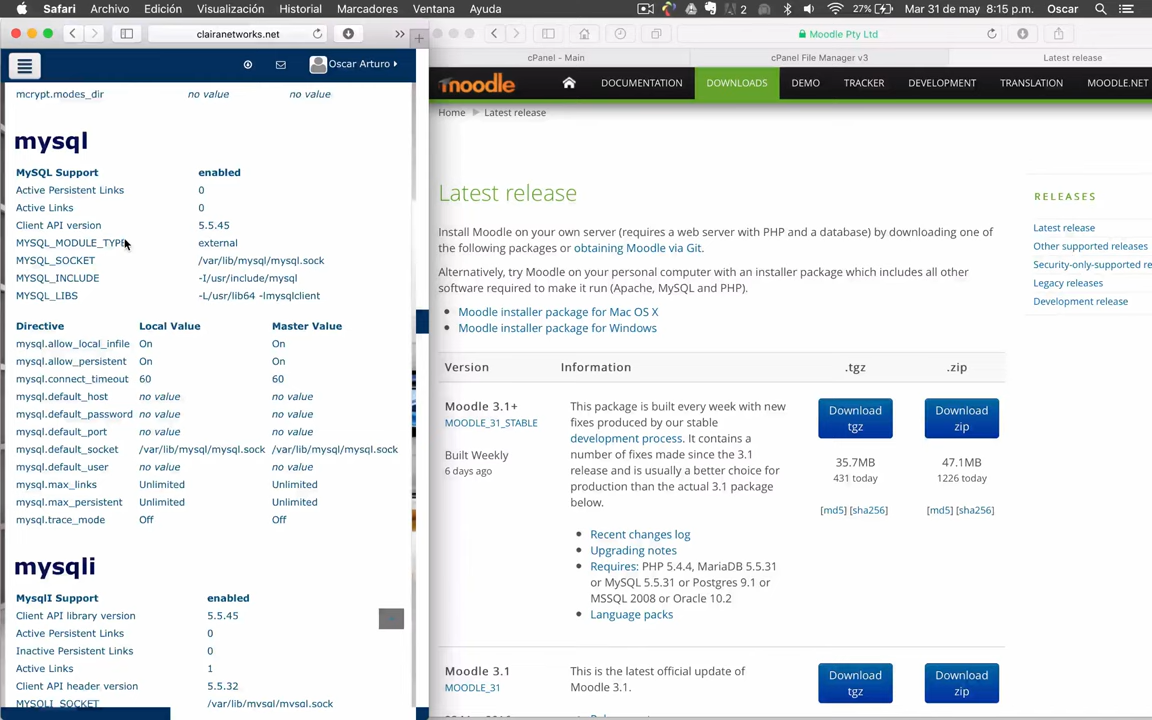 Safari Archivo Edición Visualización Historial Marcadores Ventana Ayuda
2 27% Mar 31 de may 8:15 p.m. Oscar
clairanetworks.net
Oscar Arturo
mcrypt.modes_dir no value no value
mysql
MySQL Support enabled
Active Persistent Links 0
Active Links 0
Client API version 5.5.45
MYSQL_MODULE_TYPE external
MYSQL_SOCKET /var/lib/mysql/mysql.sock
MYSQL_INCLUDE -I/usr/include/mysql
MYSQL_LIBS -L/usr/lib64 -lmysqlclient
Directive Local Value Master Value
mysql.allow_local_infile On On
mysql.allow_persistent On On
mysql.connect_timeout 60 60
mysql.default_host no value no value
mysql.default_password no value no value
mysql.default_port no value no value
mysql.default_socket /var/lib/mysql/mysql.sock /var/lib/mysql/mysql.sock
mysql.default_user no value no value
mysql.max_links Unlimited Unlimited
mysql.max_persistent Unlimited Unlimited
mysql.trace_mode Off Off
mysqli
MysqlI Support enabled
Client API library version 5.5.45
Active Persistent Links 0
Inactive Persistent Links 0
Active Links 1
Client API header version 5.5.32
MYSQLI_SOCKET /var/lib/mysql/mysql.sock
Moodle Pty Ltd
cPanel - Main cPanel File Manager v3 Latest release
moodle DOCUMENTATION DOWNLOADS DEMO TRACKER DEVELOPMENT TRANSLATION MOODLE.NET
Home Latest release
Latest release
Install Moodle on your own server (requires a web server with PHP and a database) by downloading one of
the following packages or obtaining Moodle via Git.
Alternatively, try Moodle on your personal computer with an installer package which includes all other
software required to make it run (Apache, MySQL and PHP).
Moodle installer package for Mac OS X
Moodle installer package for Windows
Version Information .tgz .zip
Moodle 3.1+
MOODLE_31_STABLE
Built Weekly
6 days ago
This package is built every week with new
fixes produced by our stable
development process. It contains a
number of fixes made since the 3.1
release and is usually a better choice for
production than the actual 3.1 package
below.
Recent changes log
Upgrading notes
Requires: PHP 5.4.4, MariaDB 5.5.31
or MySQL 5.5.31 or Postgres 9.1 or
MSSQL 2008 or Oracle 10.2
Language packs
Download
tgz
35.7MB
431 today
[md5] [sha256]
Download
zip
47.1MB
1226 today
[md5] [sha256]
Moodle 3.1
MOODLE_31
This is the latest official update of
Moodle 3.1.
Download
tgz
Download
zip
RELEASES
Latest release
Other supported releases
Security-only-supported re
Legacy releases
Development release